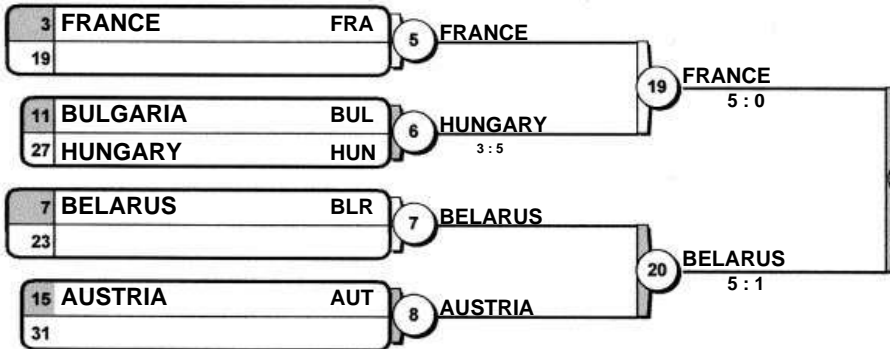 3 FRANCE FRA
19
5 FRANCE
11 BULGARIA BUL
27 HUNGARY HUN
6 HUNGARY
3 : 5
19 FRANCE
5 : 0
7 BELARUS BLR
23
7 BELARUS
15 AUSTRIA AUT
31
8 AUSTRIA
20 BELARUS
5 : 1